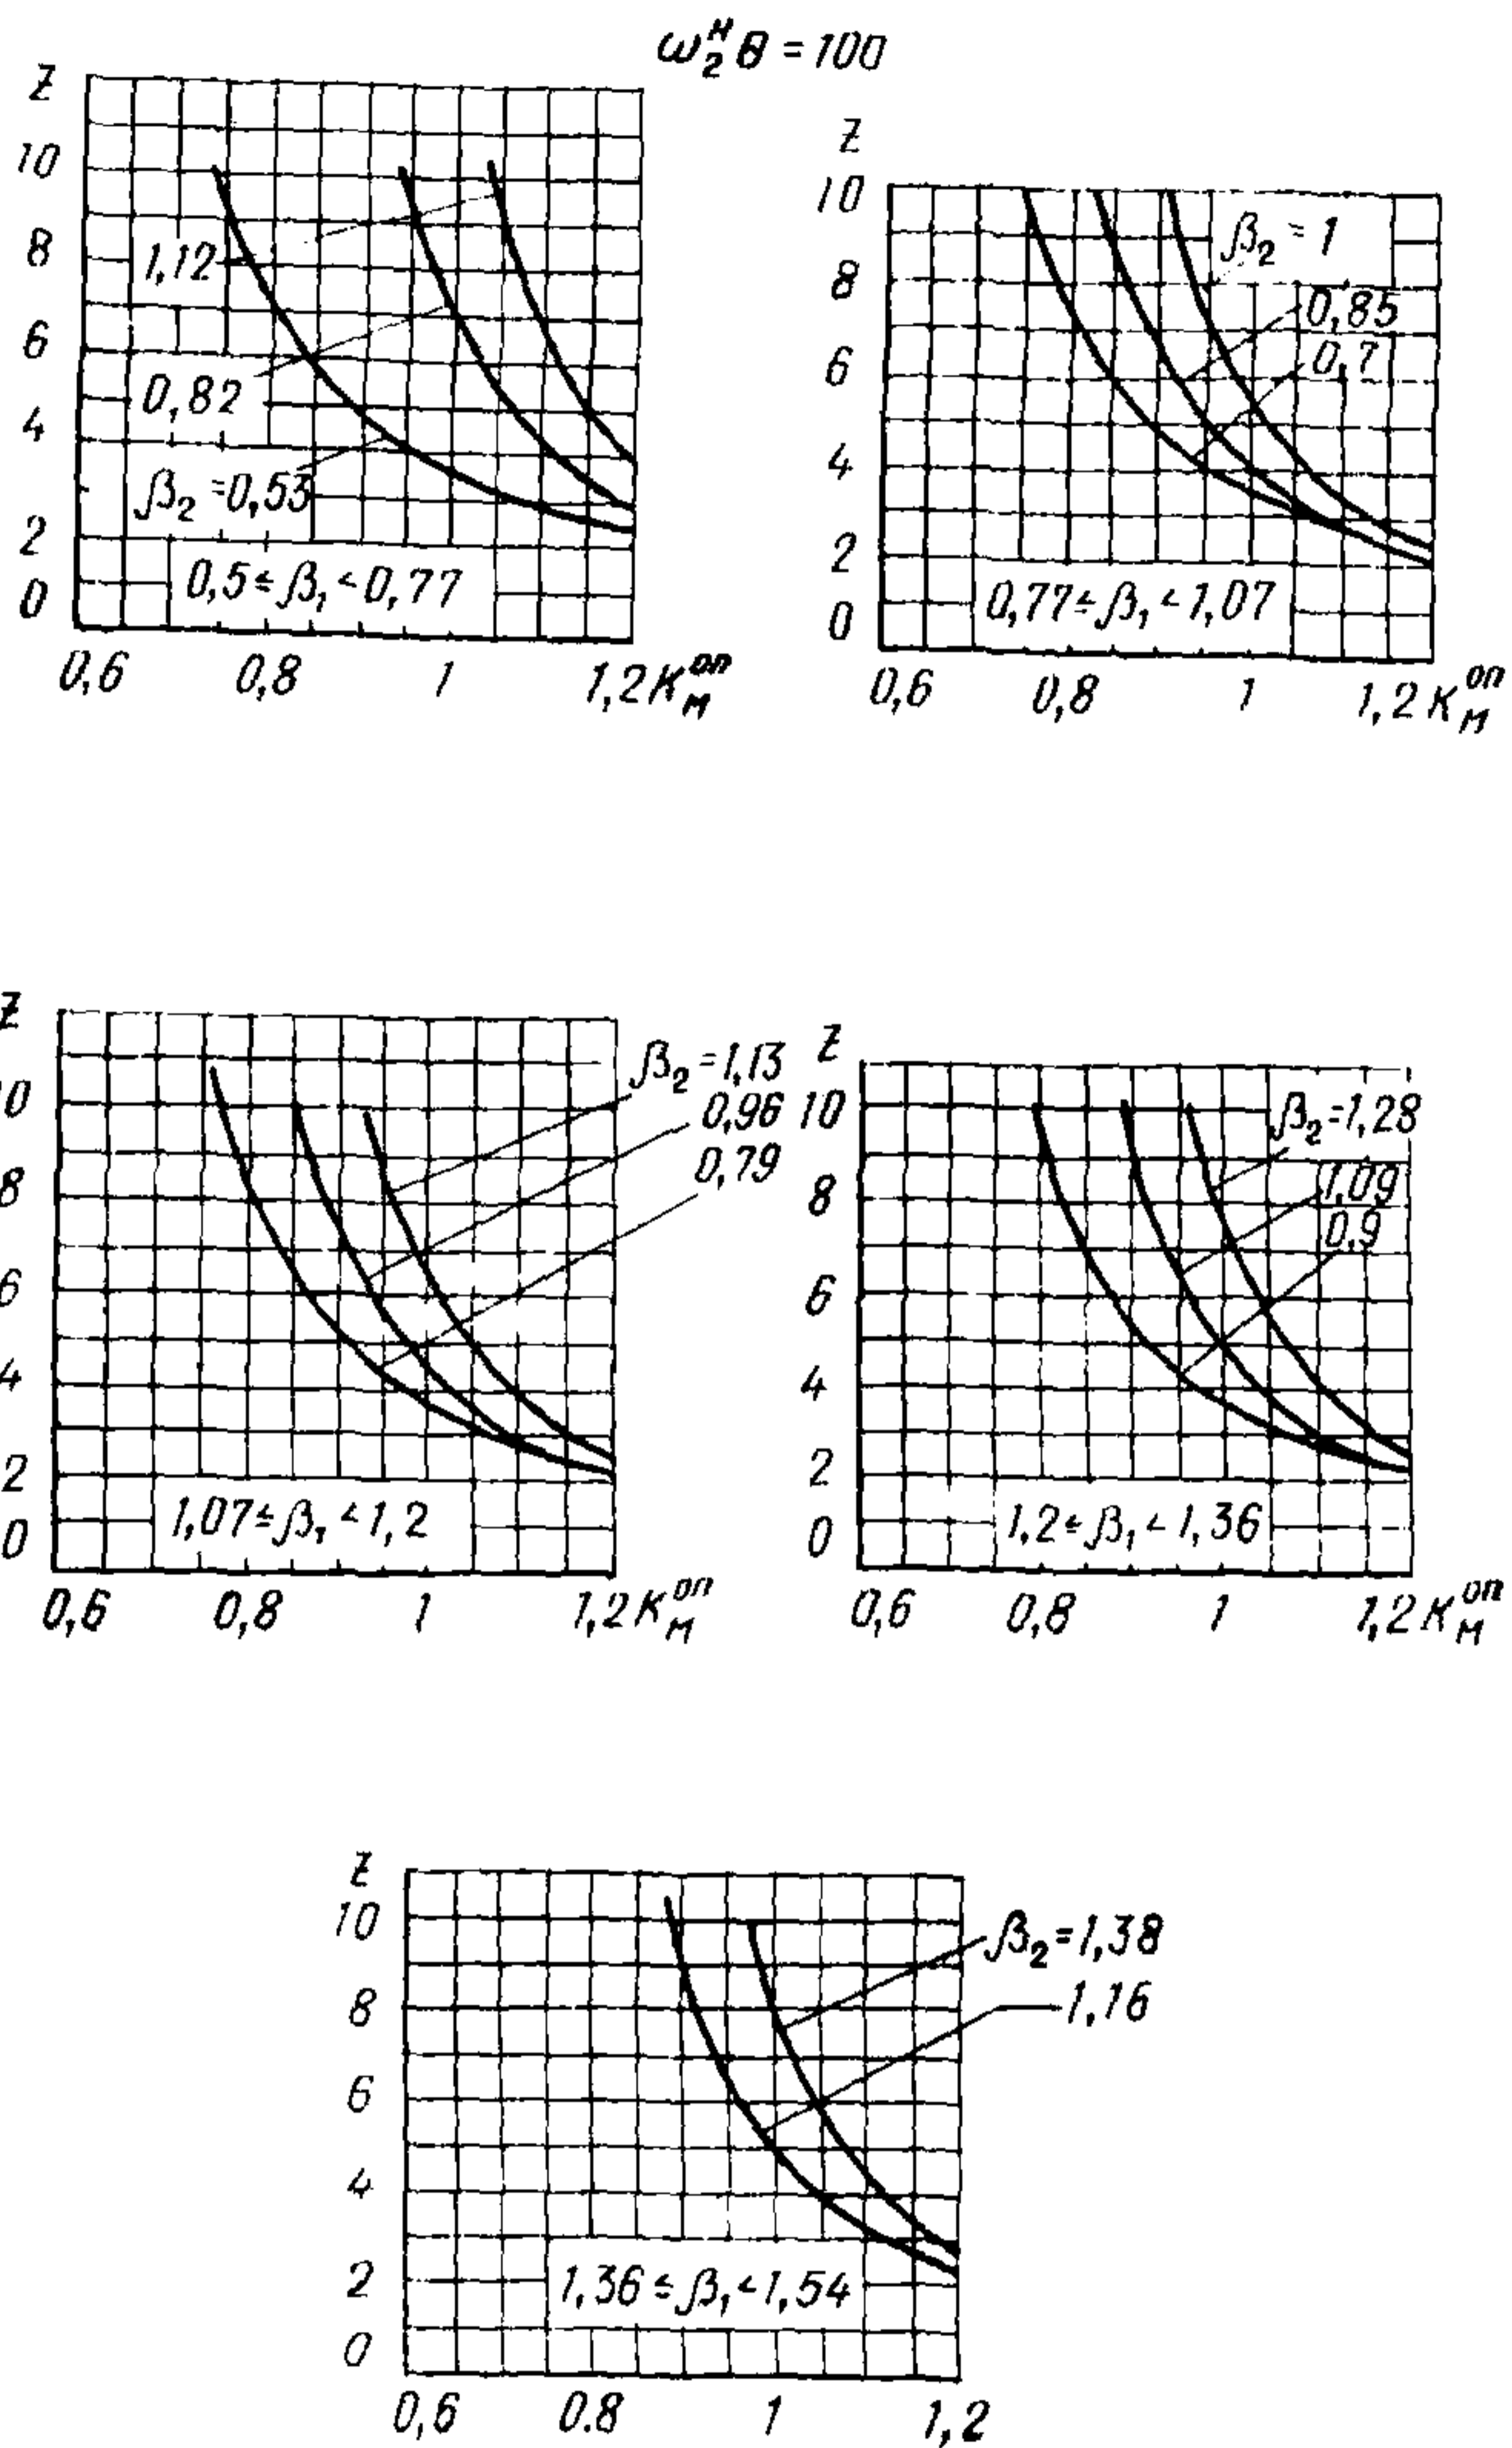 ω₂ᴴ θ = 100
z
10
8
6
4
2
0
1,12
0,82
β₂ = 0,53
0,5 ≤ β₁ < 0,77
0,6 0,8 1 1,2 Kₘᵒⁿ
z
10
8
6
4
2
0
β₂ = 1
0,85
0,7
0,77 ≤ β₁ < 1,07
0,6 0,8 1 1,2 Kₘᵒⁿ
z
10
8
6
4
2
0
β₂ = 1,13
0,96
0,79
1,07 ≤ β₁ < 1,2
0,6 0,8 1 1,2 Kₘᵒⁿ
z
10
8
6
4
2
0
β₂ = 1,28
1,09
0.9
1,2 ≤ β₁ < 1,36
0,6 0,8 1 1,2 Kₘᵒⁿ
z
10
8
6
4
2
0
β₂ = 1,38
1,16
1,36 ≤ β₁ < 1,54
0,6 0.8 1 1,2